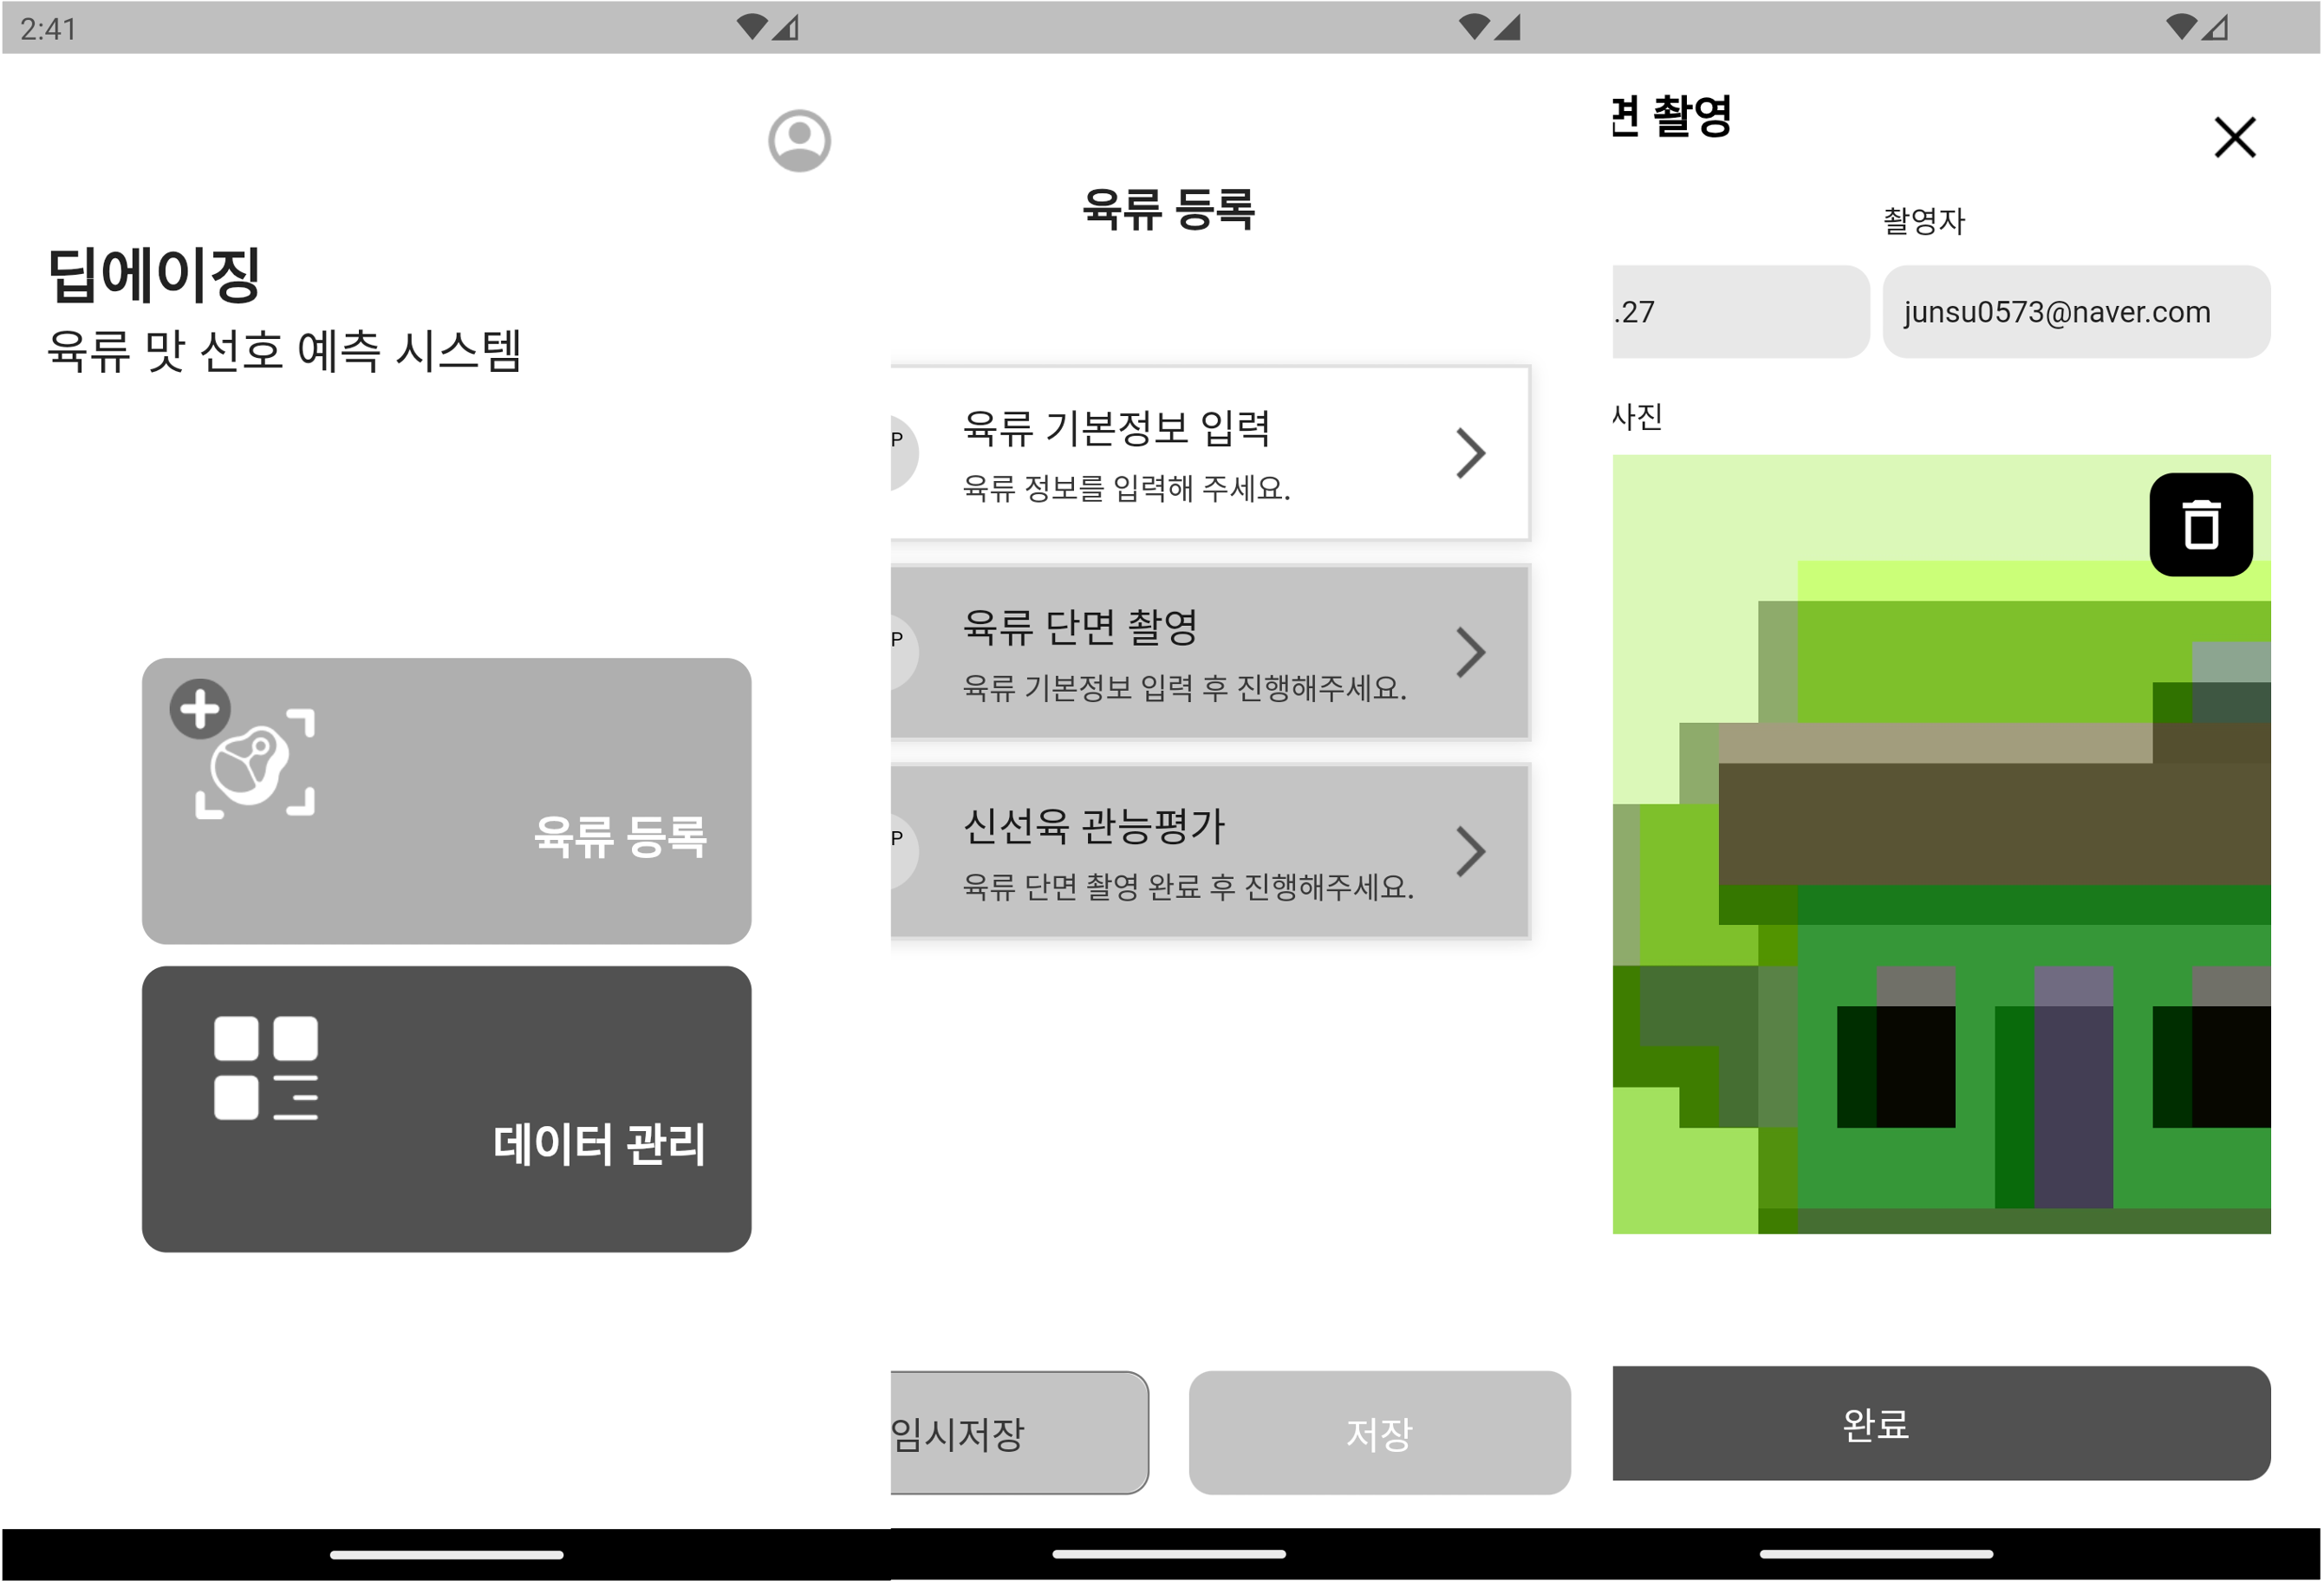 2:41
딥에이징
육류 맛 선호 예측 시스템
육류 등록
데이터 관리
육류 등록
P
육류 기본정보 입력
육류 정보를 입력해 주세요.
P
육류 단면 촬영
육류 기본정보 입력 후 진행해주세요.
P
신선육 관능평가
육류 단면 촬영 완료 후 진행해주세요.
임시저장
저장
면 촬영
촬영자
.27
junsu0573@naver.com
사진
완료